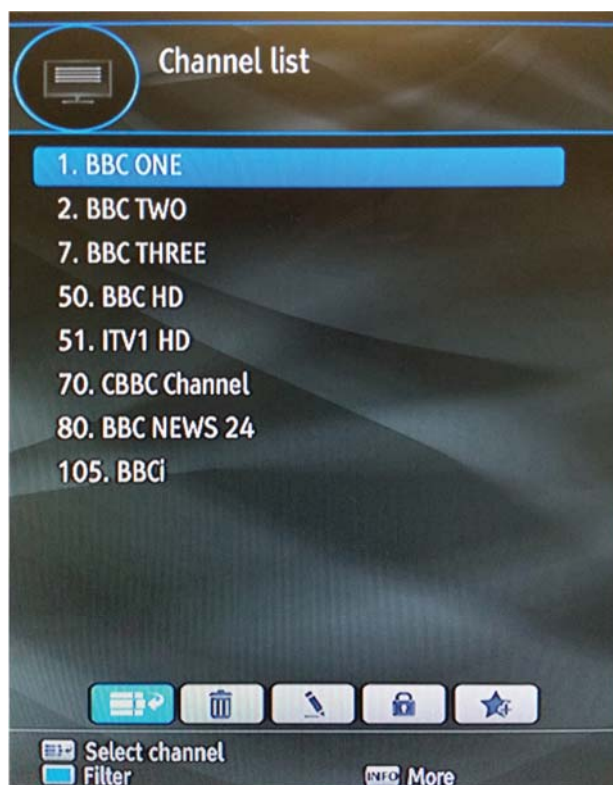 Channel list
1. BBC ONE
2. BBC TWO
7. BBC THREE
50. BBC HD
51. ITV1 HD
70. CBBC Channel
80. BBC NEWS 24
105. BBCi
Select channel
Filter
INFO More